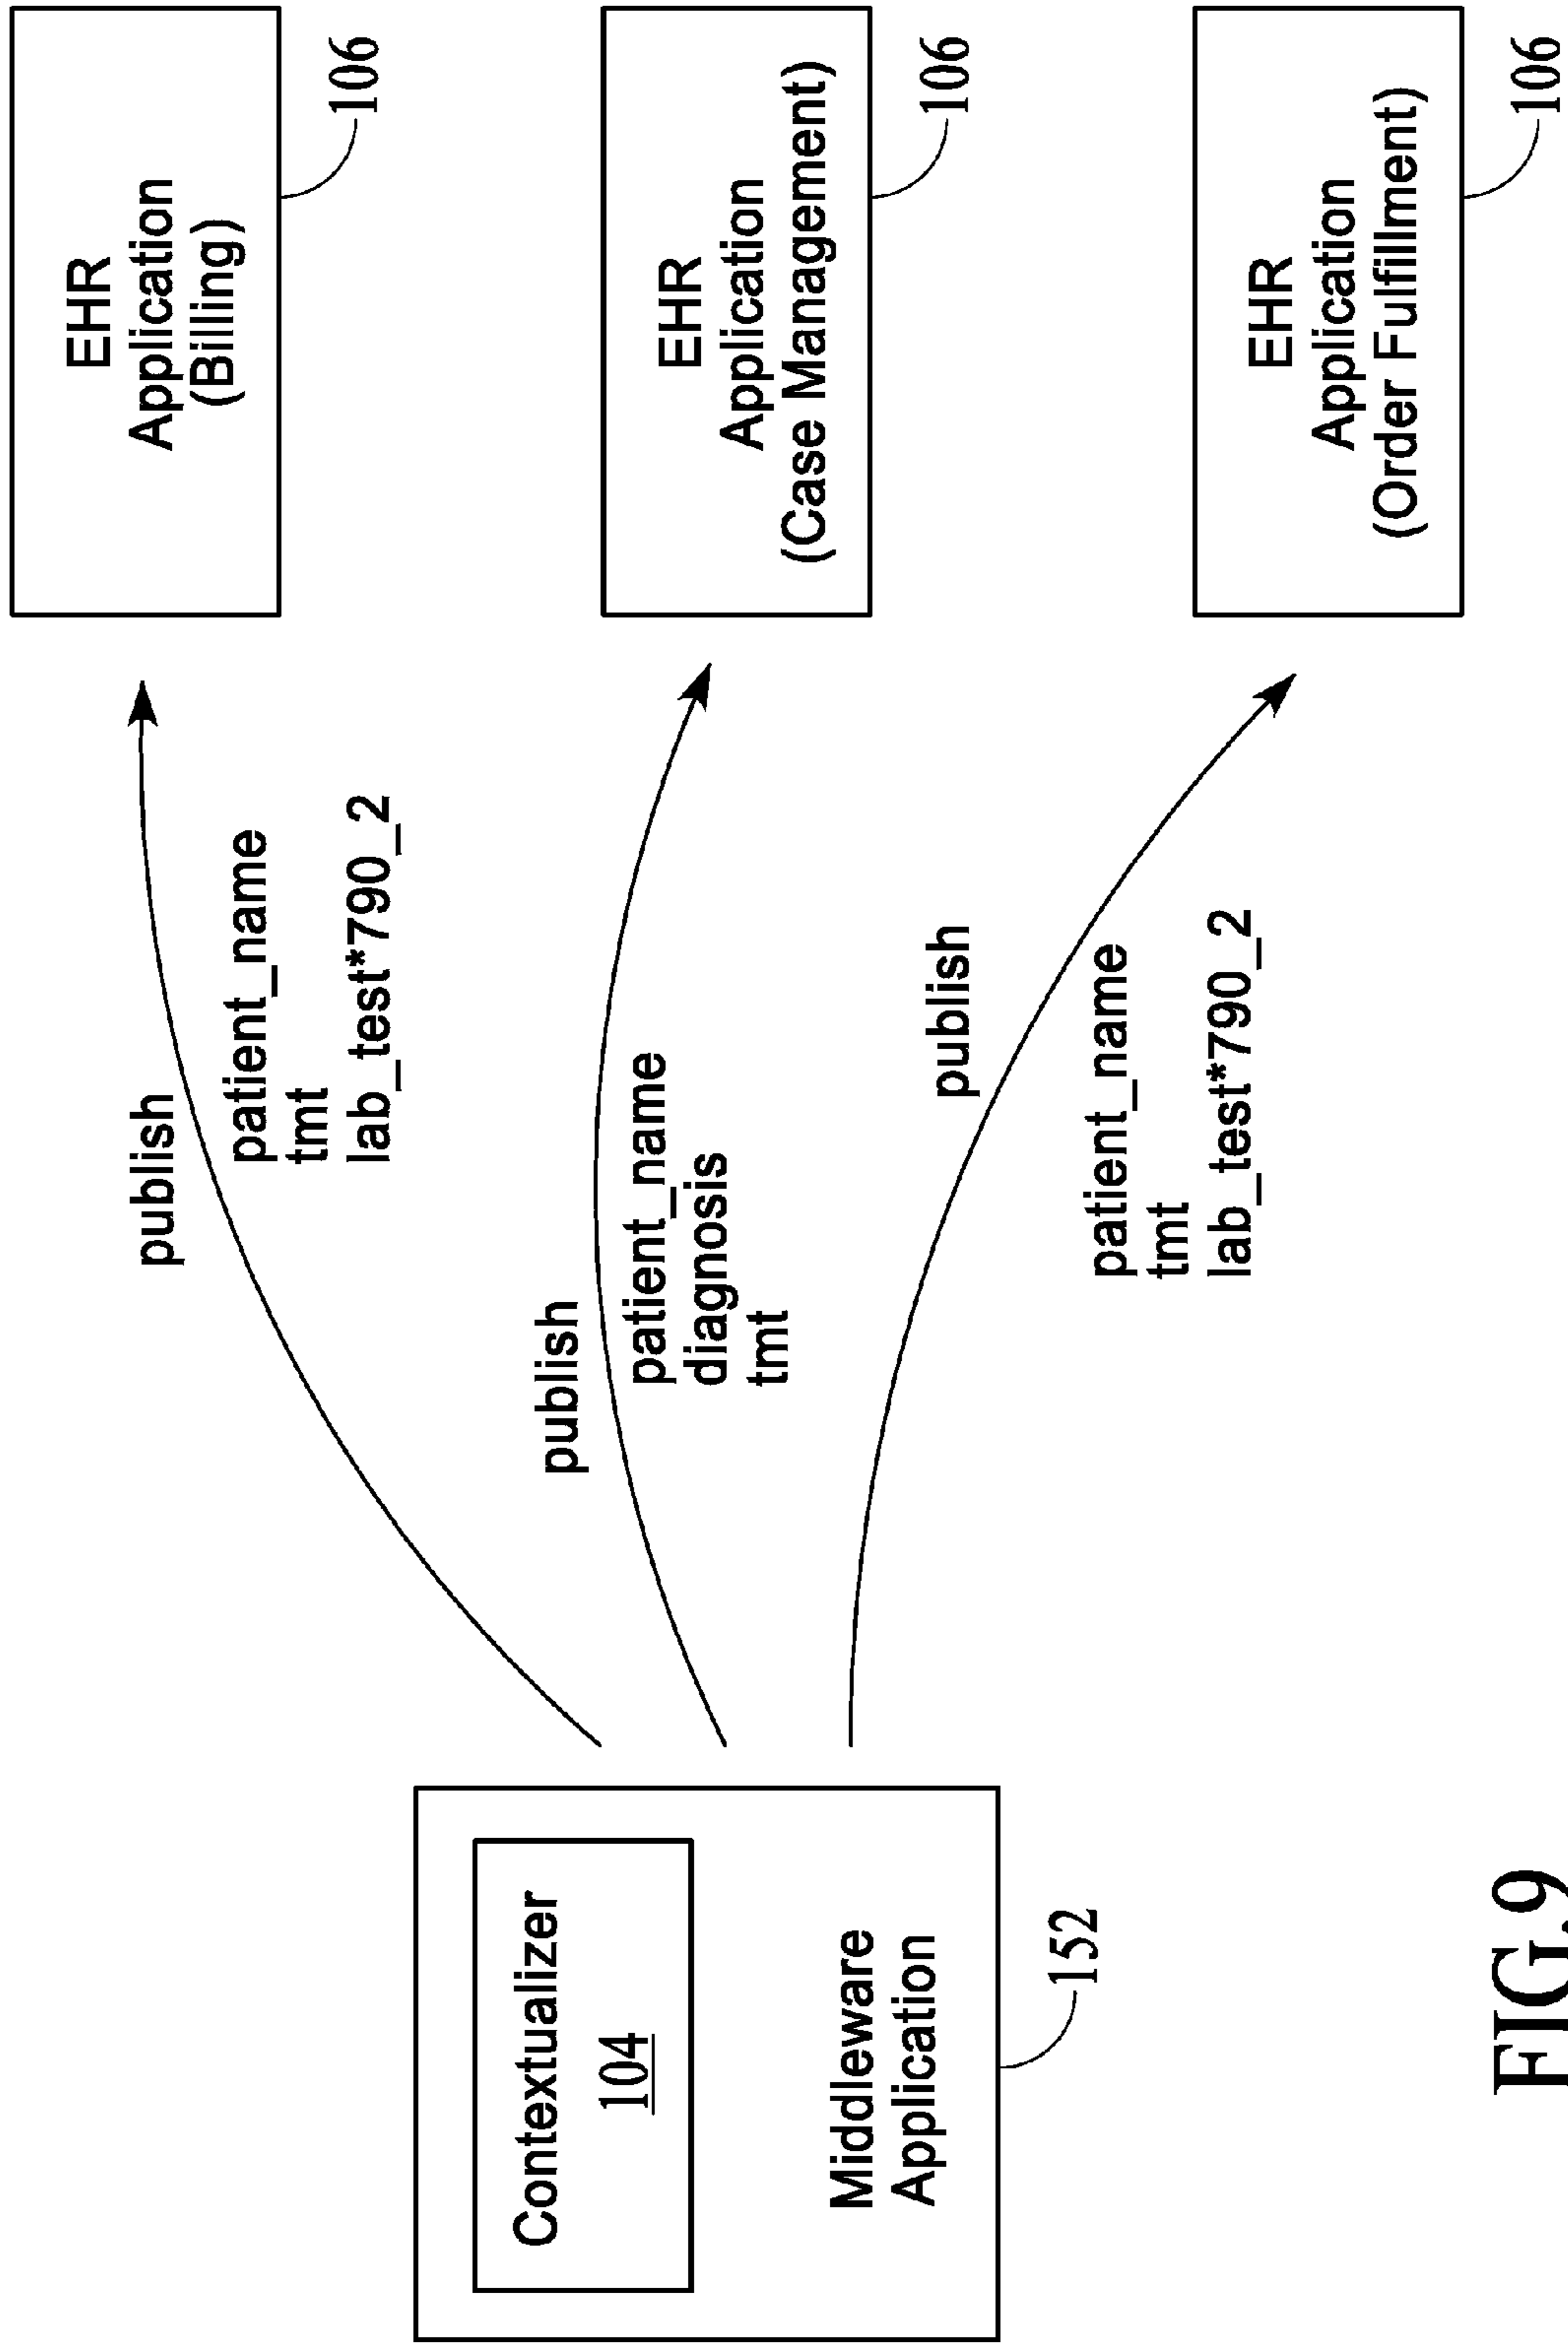 Contextualizer
104
Middleware
Application
152
publish
patient_name
tmt
lab_test*790_2
publish
patient_name
diagnosis
tmt
publish
patient_name
tmt
lab_test*790_2
EHR
Application
(Billing)
106
EHR
Application
(Case Management)
106
EHR
Application
(Order Fulfillment)
106
FIG.9